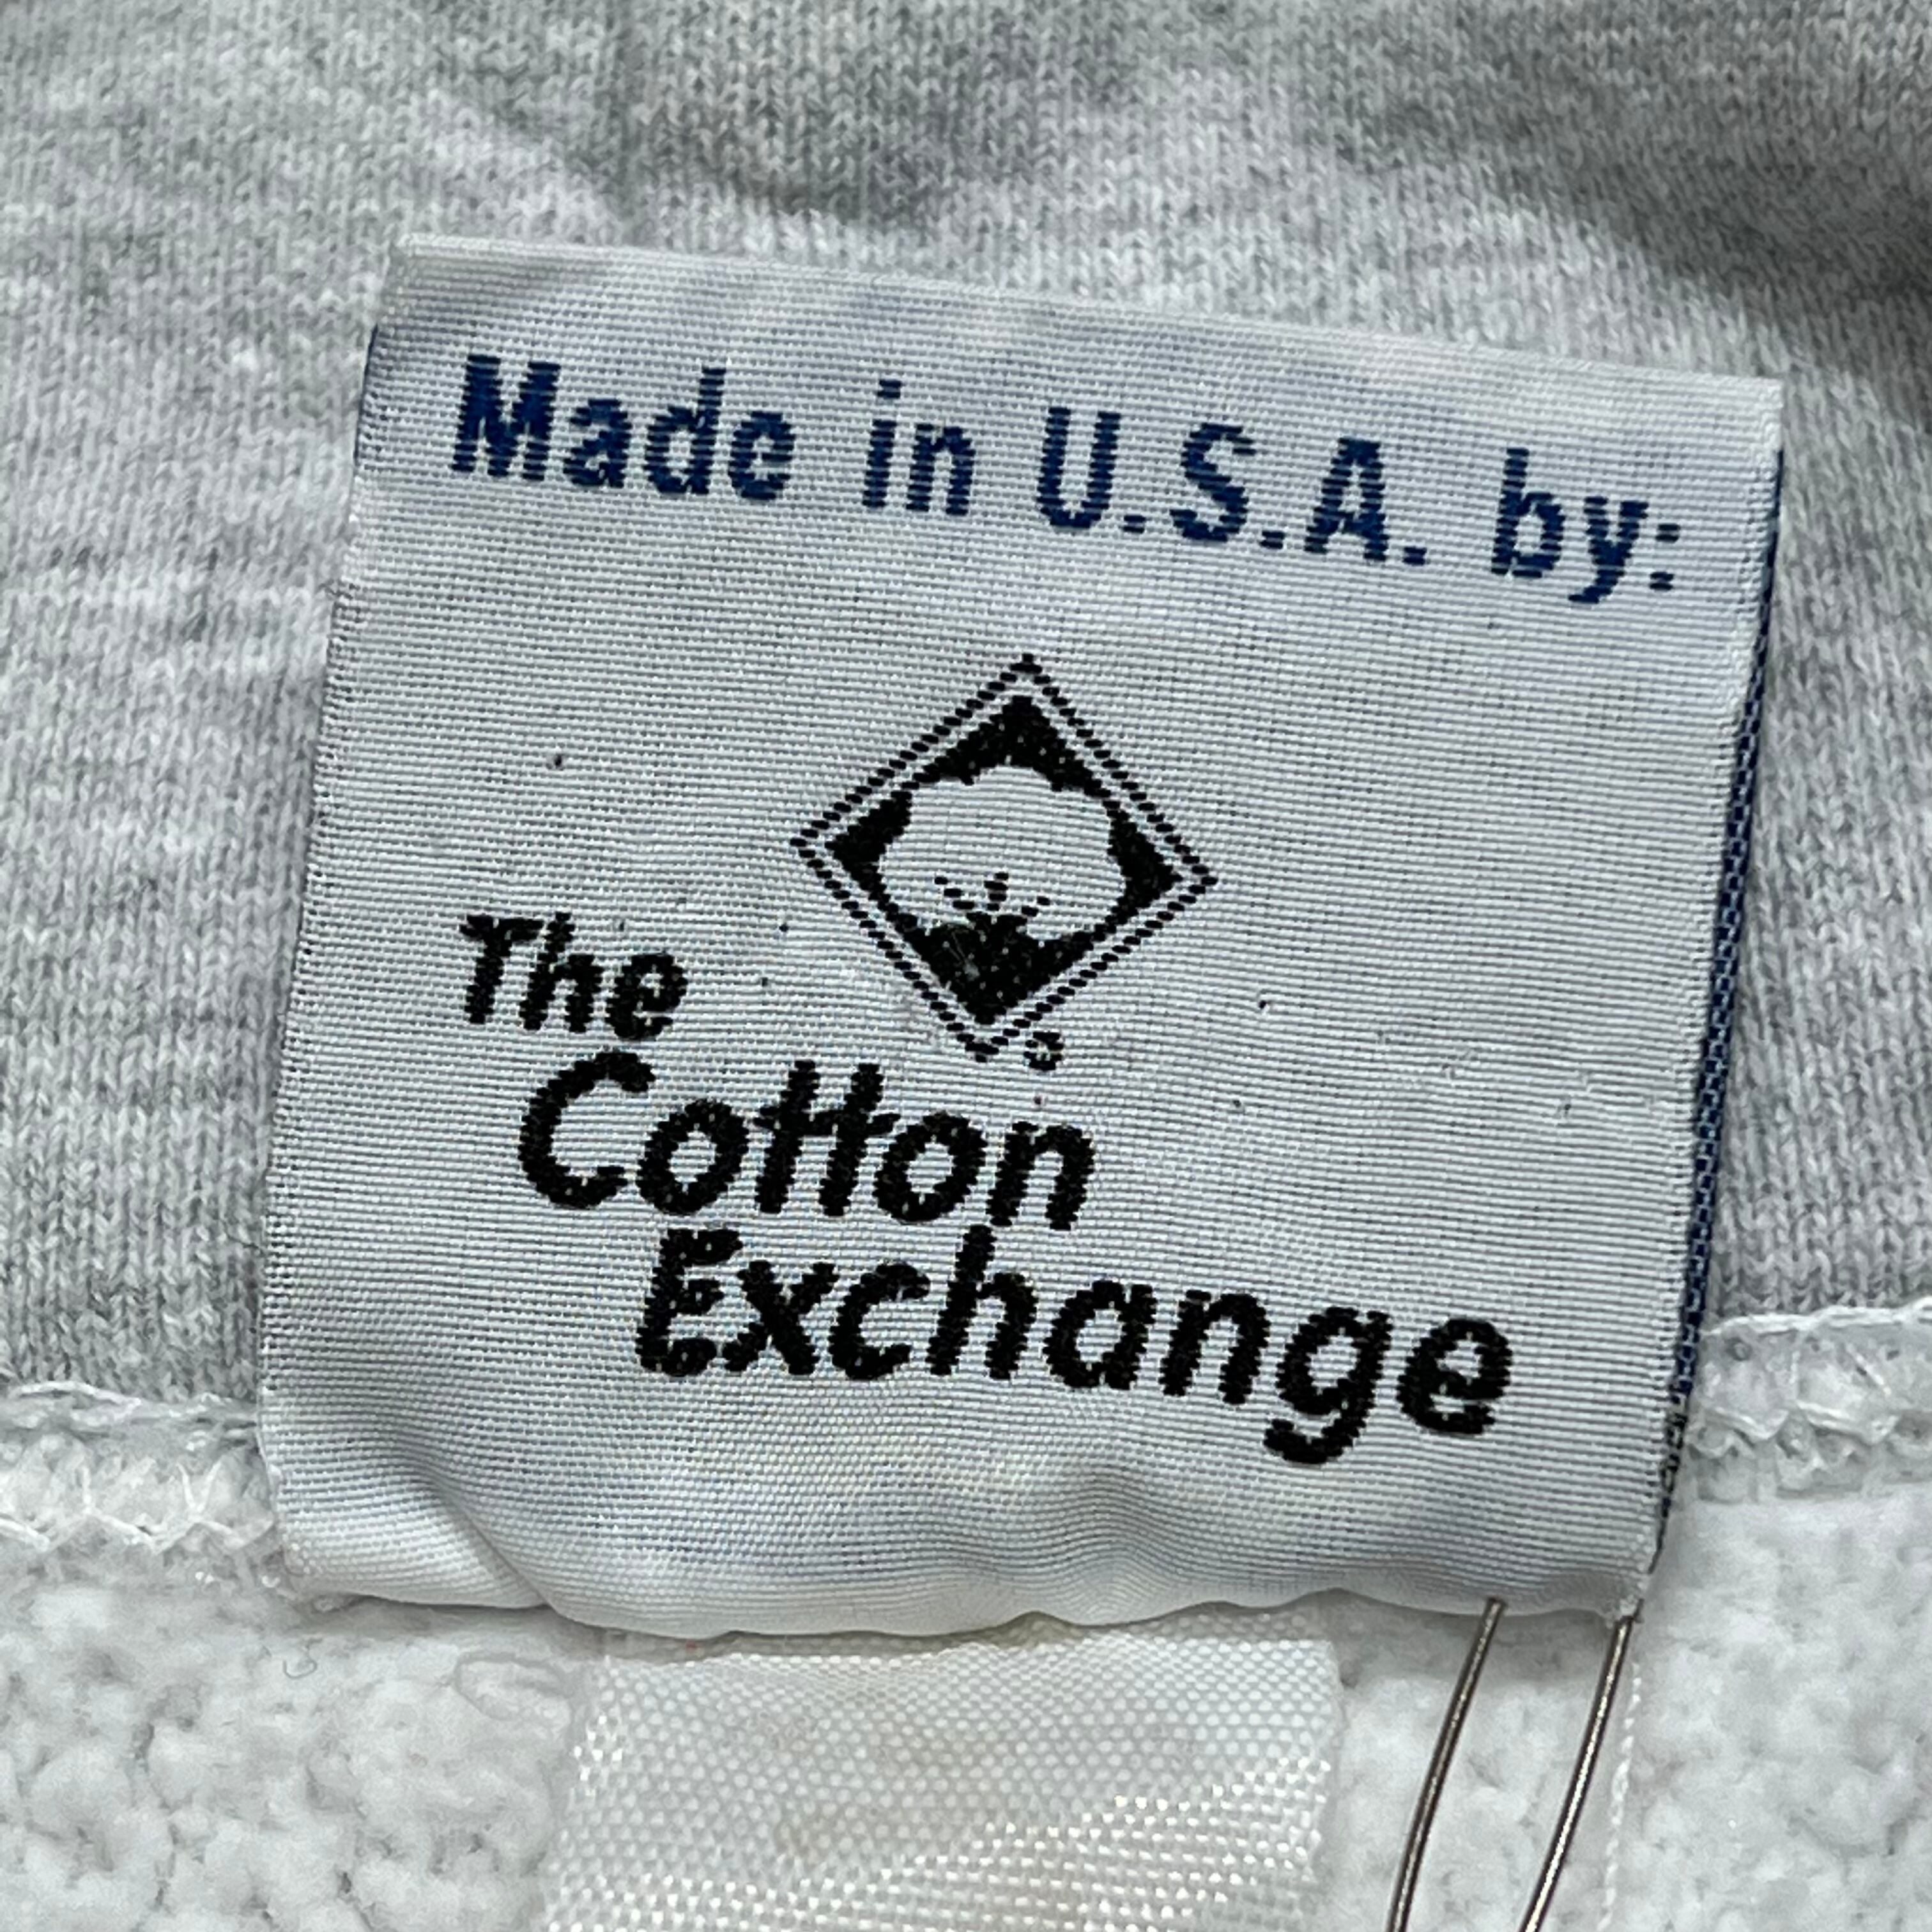 Made in U.S.A. by:
®
The
Cotton
Exchange